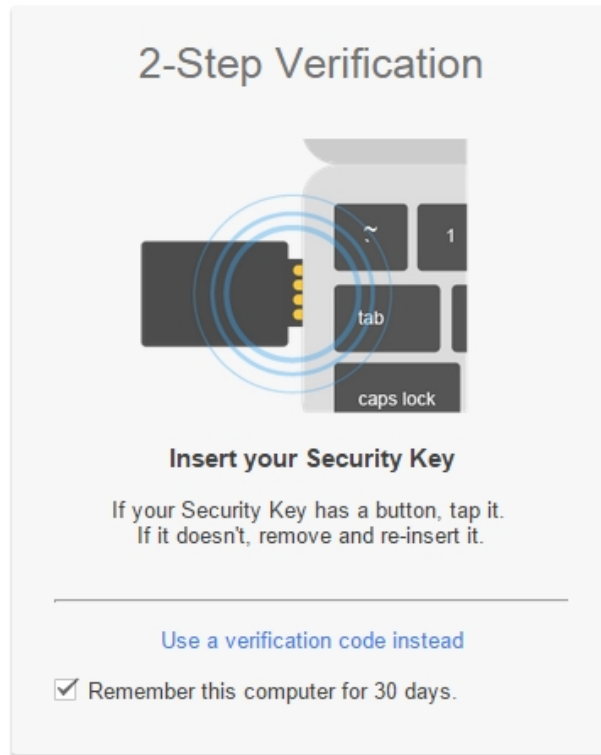 2-Step Verification
~
`
1
tab
caps lock
Insert your Security Key
If your Security Key has a button, tap it.
If it doesn't, remove and re-insert it.
Use a verification code instead
Remember this computer for 30 days.